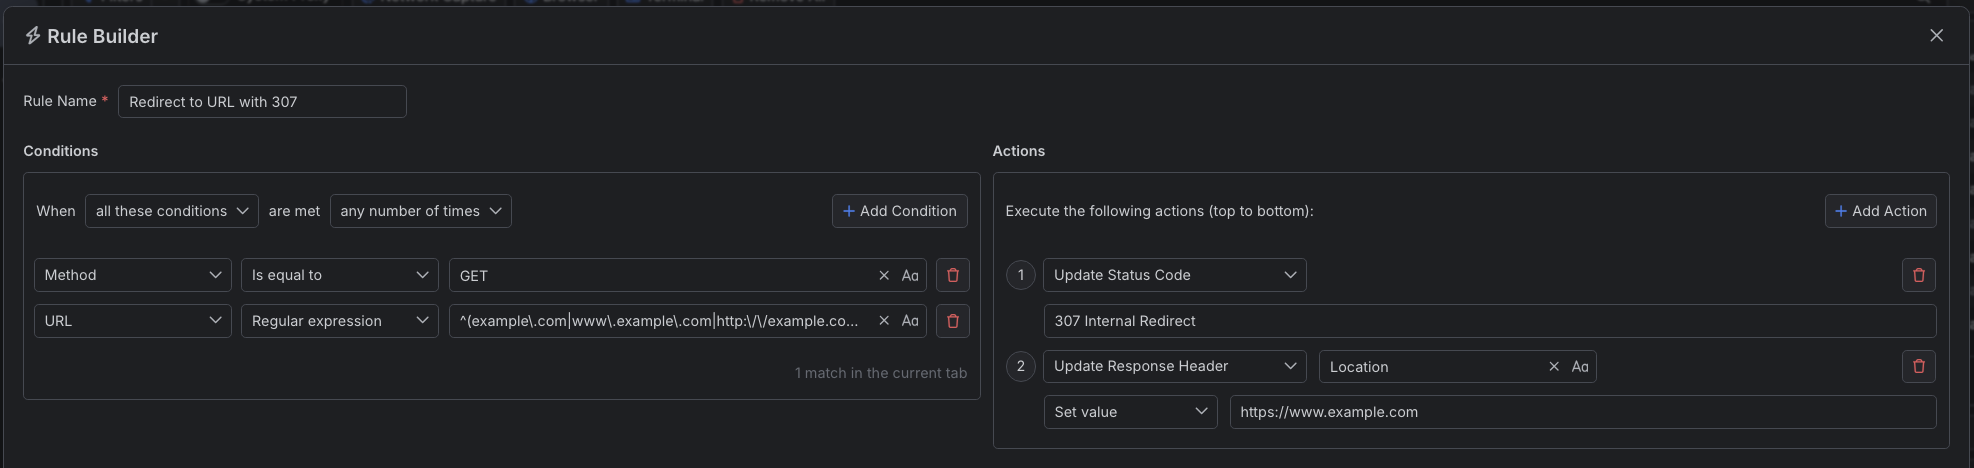 Rule Builder
Rule Name *
Redirect to URL with 307
Conditions
When all these conditions are met any number of times + Add Condition
Method Is equal to GET Aa
URL Regular expression ^(example\.com|www\.example\.com|http:\/\/example.co... Aa
1 match in the current tab
Actions
Execute the following actions (top to bottom): + Add Action
1 Update Status Code
307 Internal Redirect
2 Update Response Header Location Aa
Set value https://www.example.com